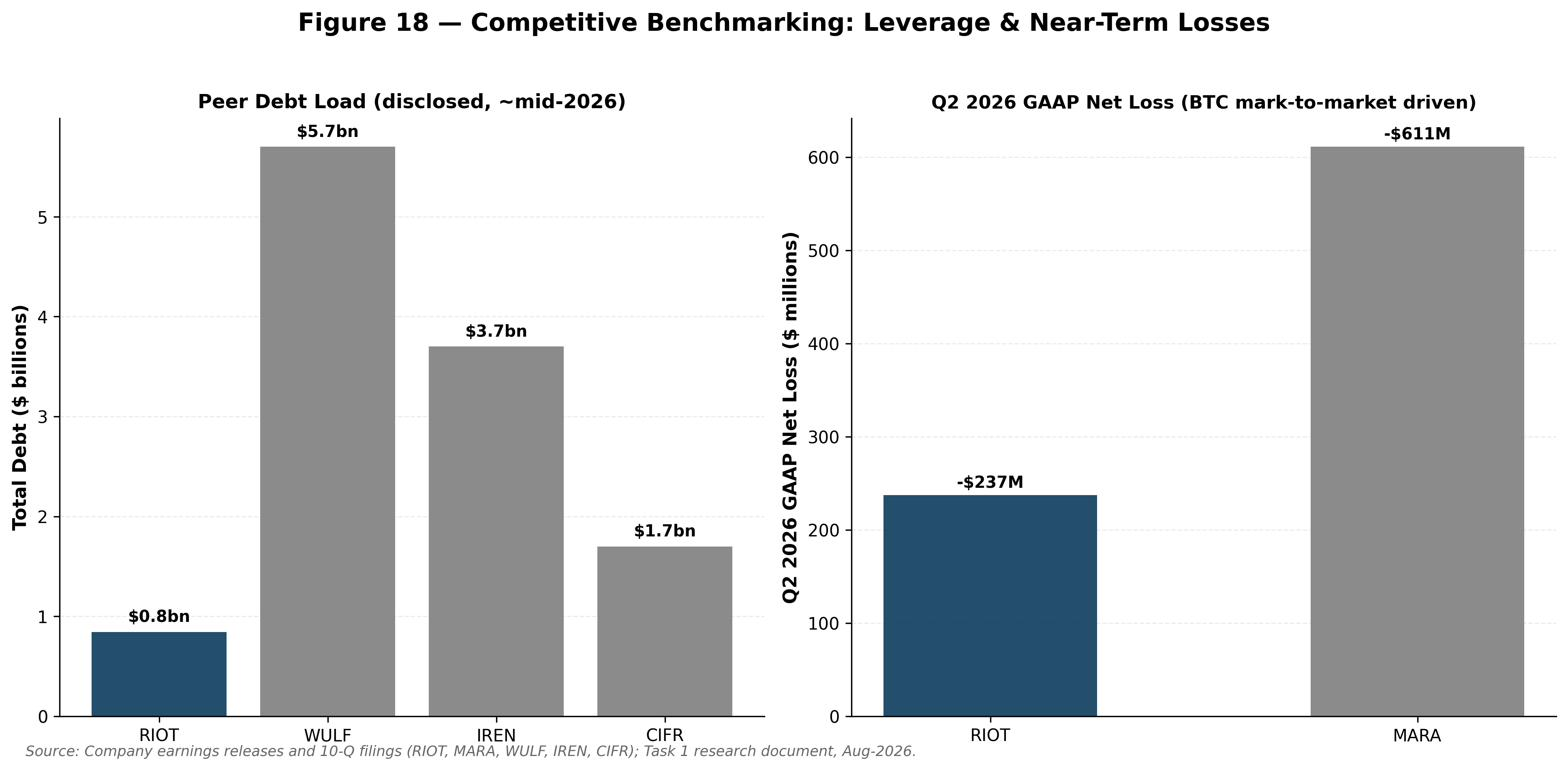 Figure 18 — Competitive Benchmarking: Leverage & Near-Term Losses
Peer Debt Load (disclosed, ~mid-2026)
Total Debt ($ billions)
5
4
3
2
1
0
$0.8bn
$5.7bn
$3.7bn
$1.7bn
RIOT
WULF
IREN
CIFR
Q2 2026 GAAP Net Loss (BTC mark-to-market driven)
Q2 2026 GAAP Net Loss ($ millions)
600
500
400
300
200
100
0
-$237M
-$611M
RIOT
MARA
Source: Company earnings releases and 10-Q filings (RIOT, MARA, WULF, IREN, CIFR); Task 1 research document, Aug-2026.